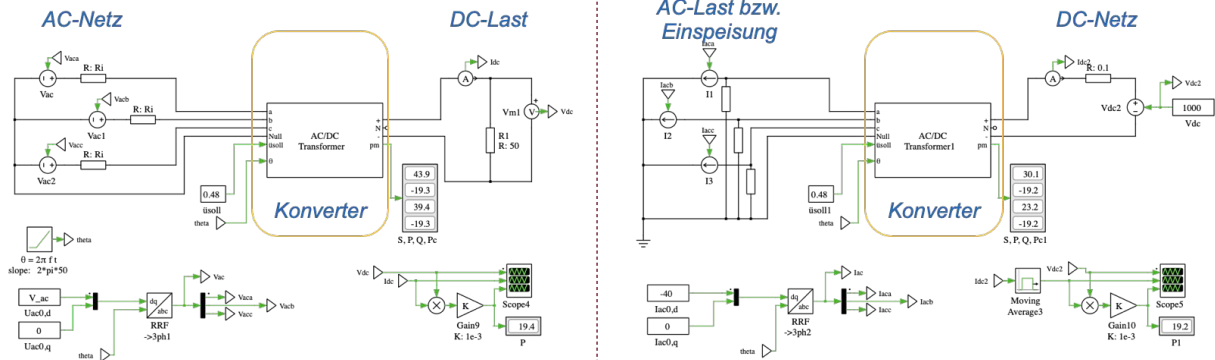 AC-Netz
DC-Last
Vaca
Vac
R: Ri
Vacb
Vac1
R: Ri
Vacc
Vac2
R: Ri
a
b
c
Null
üsoll
θ
AC/DC
Transformer
+
N
-
pm
A
Idc
Vm1
V
Vdc
R1
R: 50
0.48
üsoll
theta
Konverter
43.9
-19.3
39.4
-19.3
S, P, Q, Pc
theta
θ = 2π f t
slope: 2*pi*50
V_ac
Uac0,d
0
Uac0,q
theta
dq
abc
RRF
->3ph1
Vac
Vaca
Vacc
Vacb
Vdc
Idc
K
Gain9
K: 1e-3
Scope4
19.4
P
AC-Last bzw.
Einspeisung
DC-Netz
Iaca
I1
Iacb
I2
Iacc
I3
a
b
c
Null
üsoll
θ
AC/DC
Transformer1
+
N
-
pm
A
Idc2
R: 0.1
Vdc2
Vdc2
1000
Vdc
0.48
üsoll1
theta
Konverter
30.1
-19.2
23.2
-19.2
S, P, Q, Pc1
-40
Iac0,d
0
Iac0,q
theta
dq
abc
RRF
->3ph2
Iac
Iaca
Iacc
Iacb
Vdc2
Idc2
Moving
Average3
K
Gain10
K: 1e-3
Scope5
19.2
P1